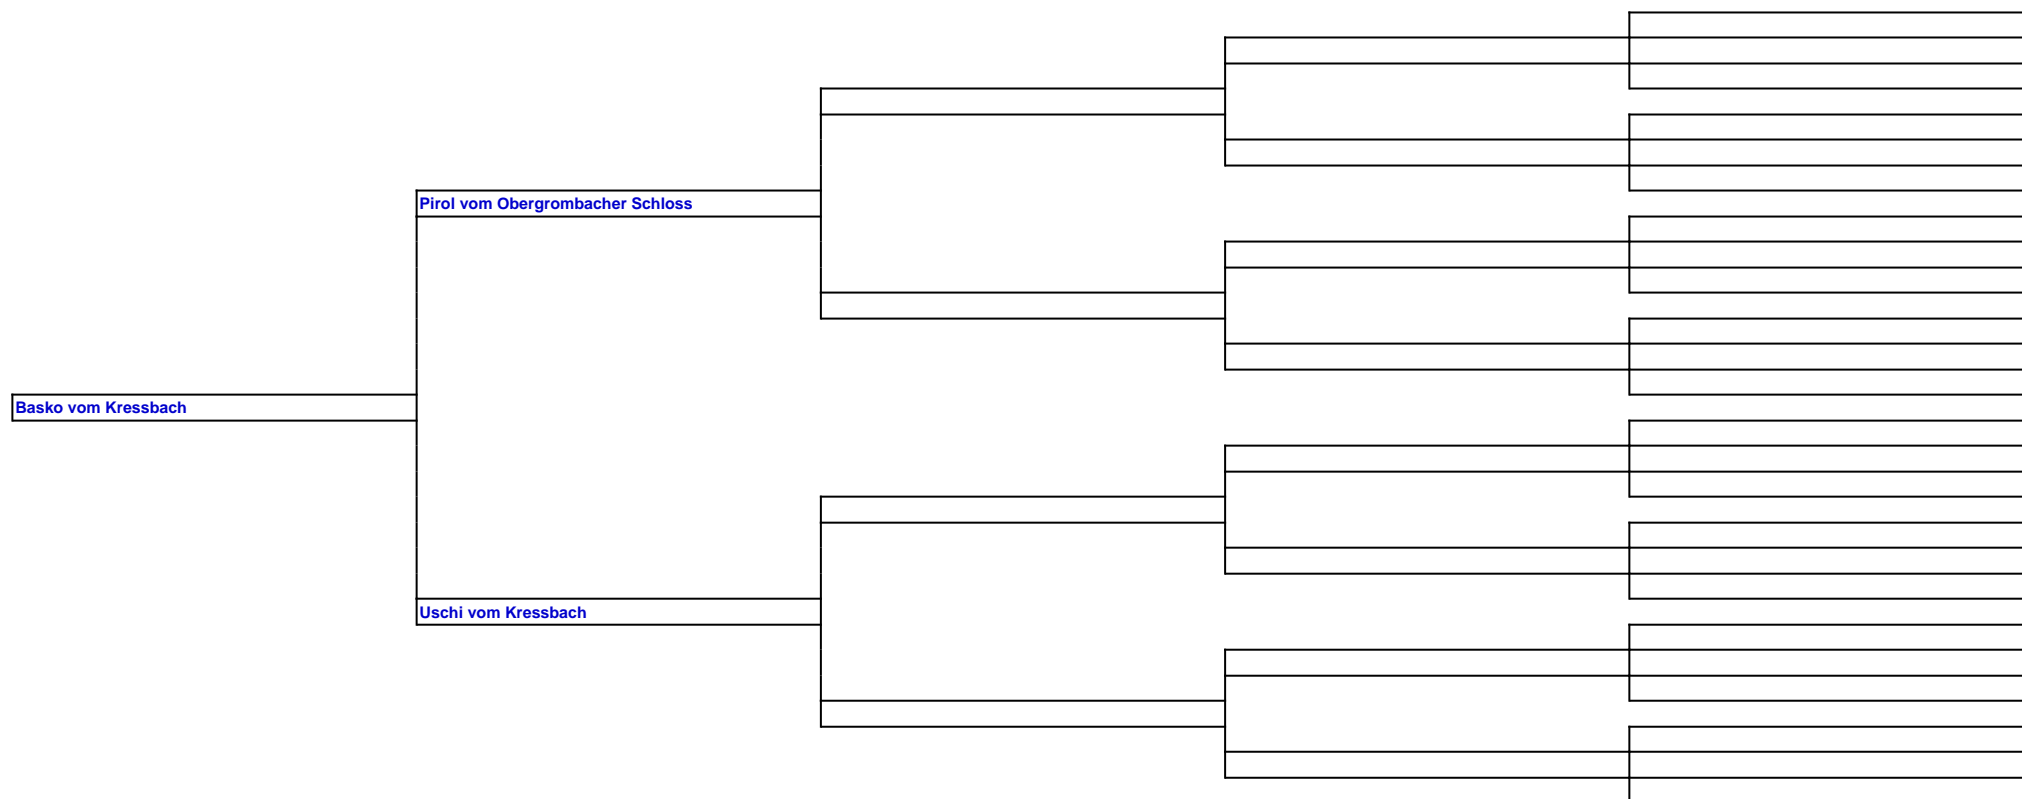 Pirol vom Obergrombacher Schloss
Basko vom Kressbach
Uschi vom Kressbach